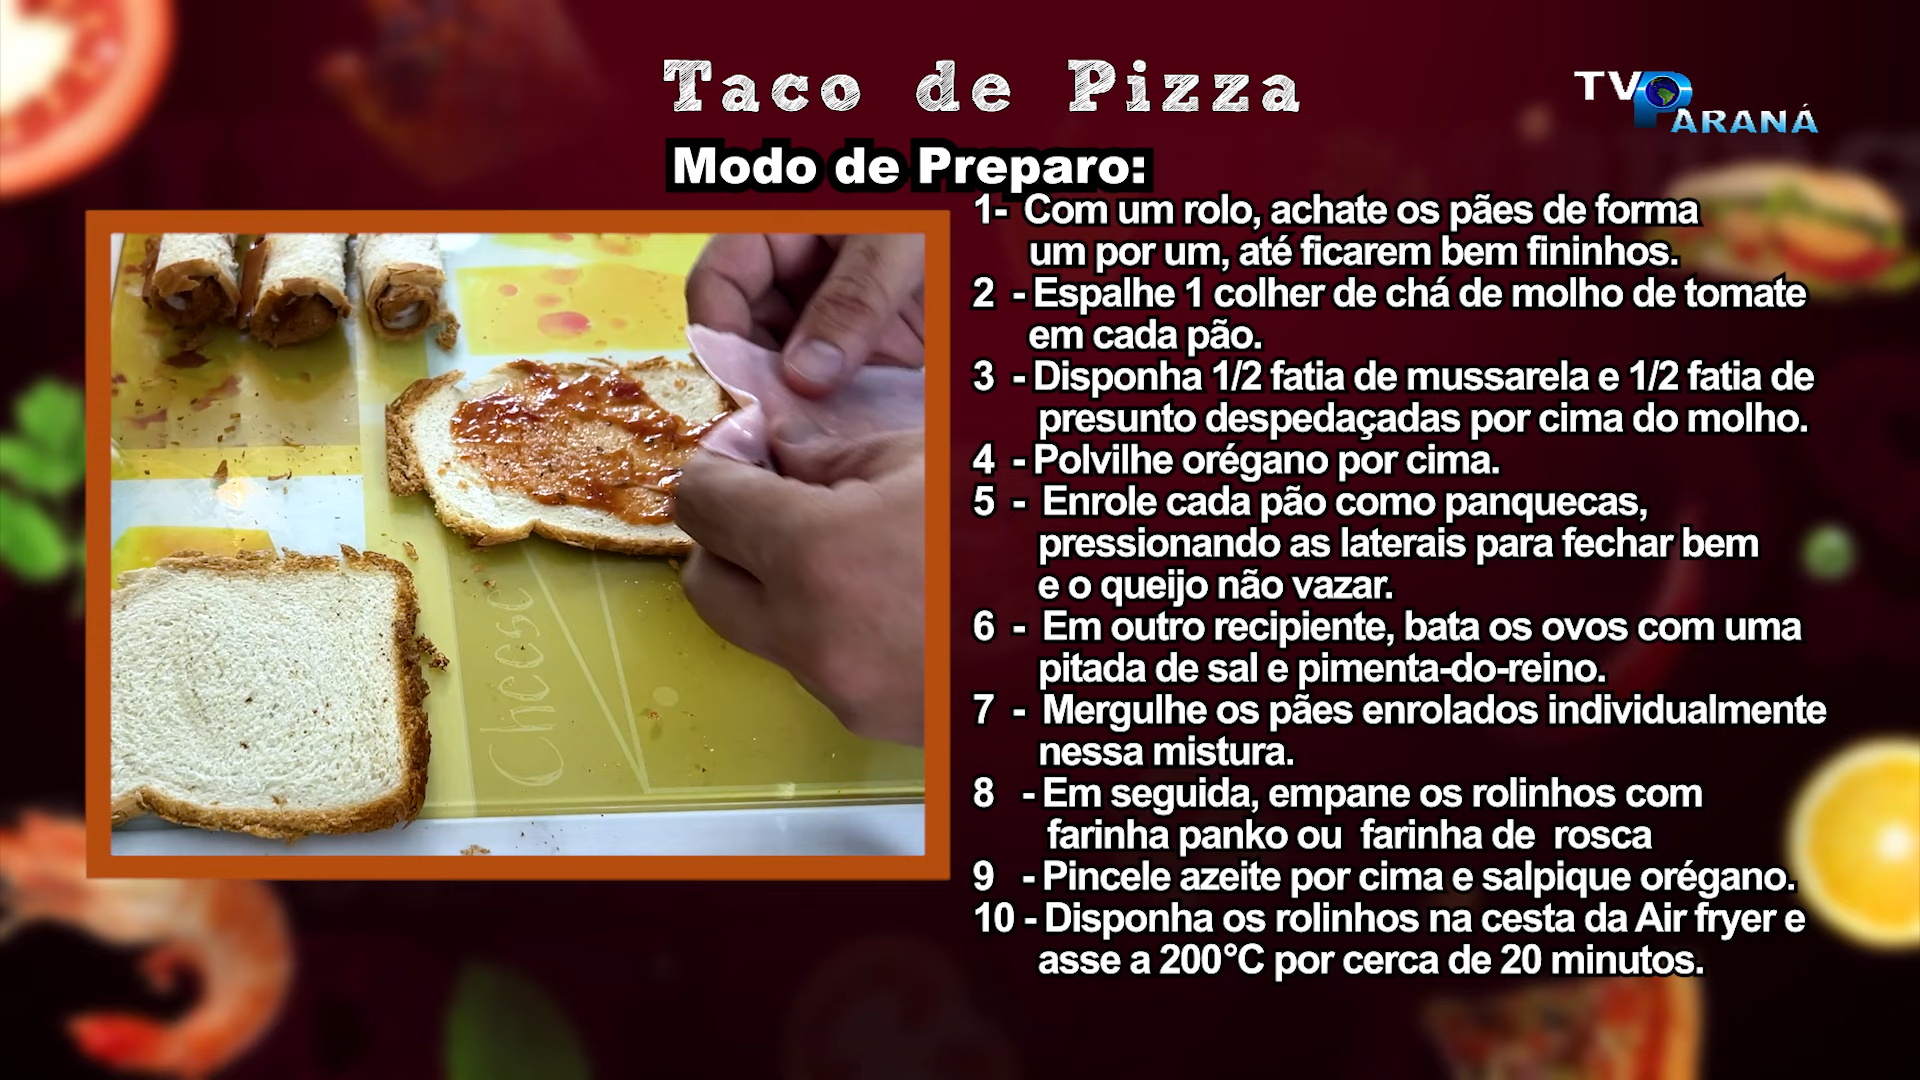 Taco de Pizza
TV PARANÁ
Modo de Preparo:
1- Com um rolo, achate os pães de forma
um por um, até ficarem bem fininhos.
2 - Espalhe 1 colher de chá de molho de tomate
em cada pão.
3 - Disponha 1/2 fatia de mussarela e 1/2 fatia de
presunto despedaçadas por cima do molho.
4 - Polvilhe orégano por cima.
5 - Enrole cada pão como panquecas,
pressionando as laterais para fechar bem
e o queijo não vazar.
6 - Em outro recipiente, bata os ovos com uma
pitada de sal e pimenta-do-reino.
7 - Mergulhe os pães enrolados individualmente
nessa mistura.
8 - Em seguida, empane os rolinhos com
farinha panko ou farinha de rosca
9 - Pincele azeite por cima e salpique orégano.
10 - Disponha os rolinhos na cesta da Air fryer e
asse a 200°C por cerca de 20 minutos.
Cheese